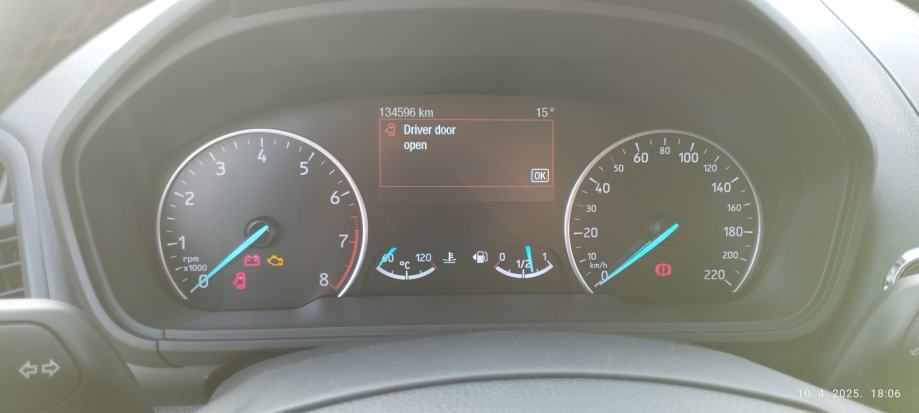 134596 km 15°
Driver door
open
OK
0 1 2 3 4 5 6 7 8
rpm
x1000
60 °C 120
0 1/2 1
0 10 20 30 40 50 60 80 100 120 140 160 180 200 220
km/h
10. 4. 2025. 18:06